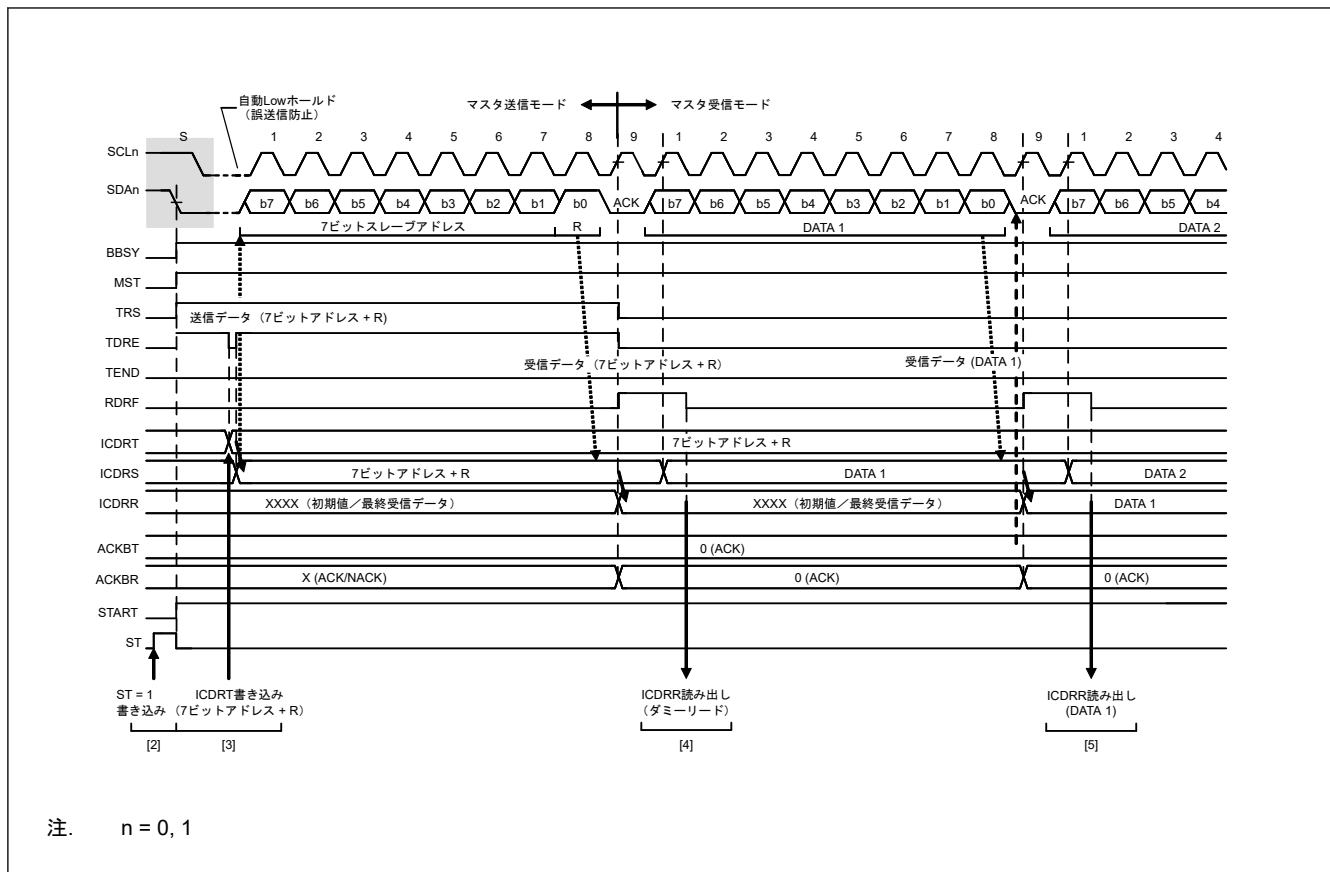 自動Lowホールド
（誤送信防止）
マスタ送信モード
マスタ受信モード
S 1 2 3 4 5 6 7 8 9 1 2 3 4 5 6 7 8 9 1 2 3 4
SCLn
SDAn b7 b6 b5 b4 b3 b2 b1 b0 ACK b7 b6 b5 b4 b3 b2 b1 b0 ACK b7 b6 b5 b4
7ビットスレーブアドレス R DATA 1 DATA 2
BBSY
MST
TRS
送信データ（7ビットアドレス + R)
TDRE
受信データ（7ビットアドレス + R） 受信データ (DATA 1)
TEND
RDRF
ICDRT 7ビットアドレス + R
ICDRS 7ビットアドレス + R DATA 1 DATA 2
ICDRR XXXX（初期値／最終受信データ） XXXX（初期値／最終受信データ） DATA 1
ACKBT 0 (ACK)
ACKBR X (ACK/NACK) 0 (ACK) 0 (ACK)
START
ST
ST = 1
書き込み
ICDRT書き込み
（7ビットアドレス + R）
ICDRR読み出し
（ダミーリード）
ICDRR読み出し
(DATA 1)
[2] [3] [4] [5]
注. n = 0, 1